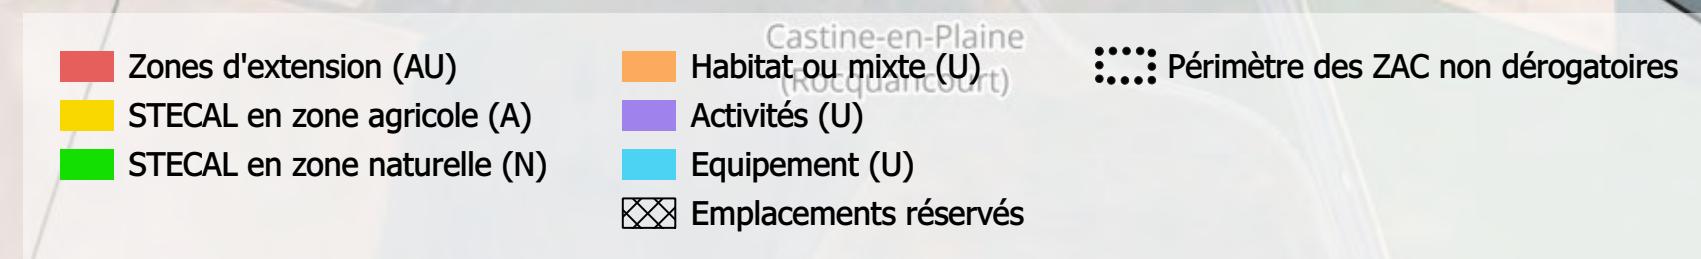 Castine-en-Plaine
(Rocquancourt)
Zones d'extension (AU)
STECAL en zone agricole (A)
STECAL en zone naturelle (N)
Habitat ou mixte (U)
Activités (U)
Equipement (U)
Emplacements réservés
Périmètre des ZAC non dérogatoires